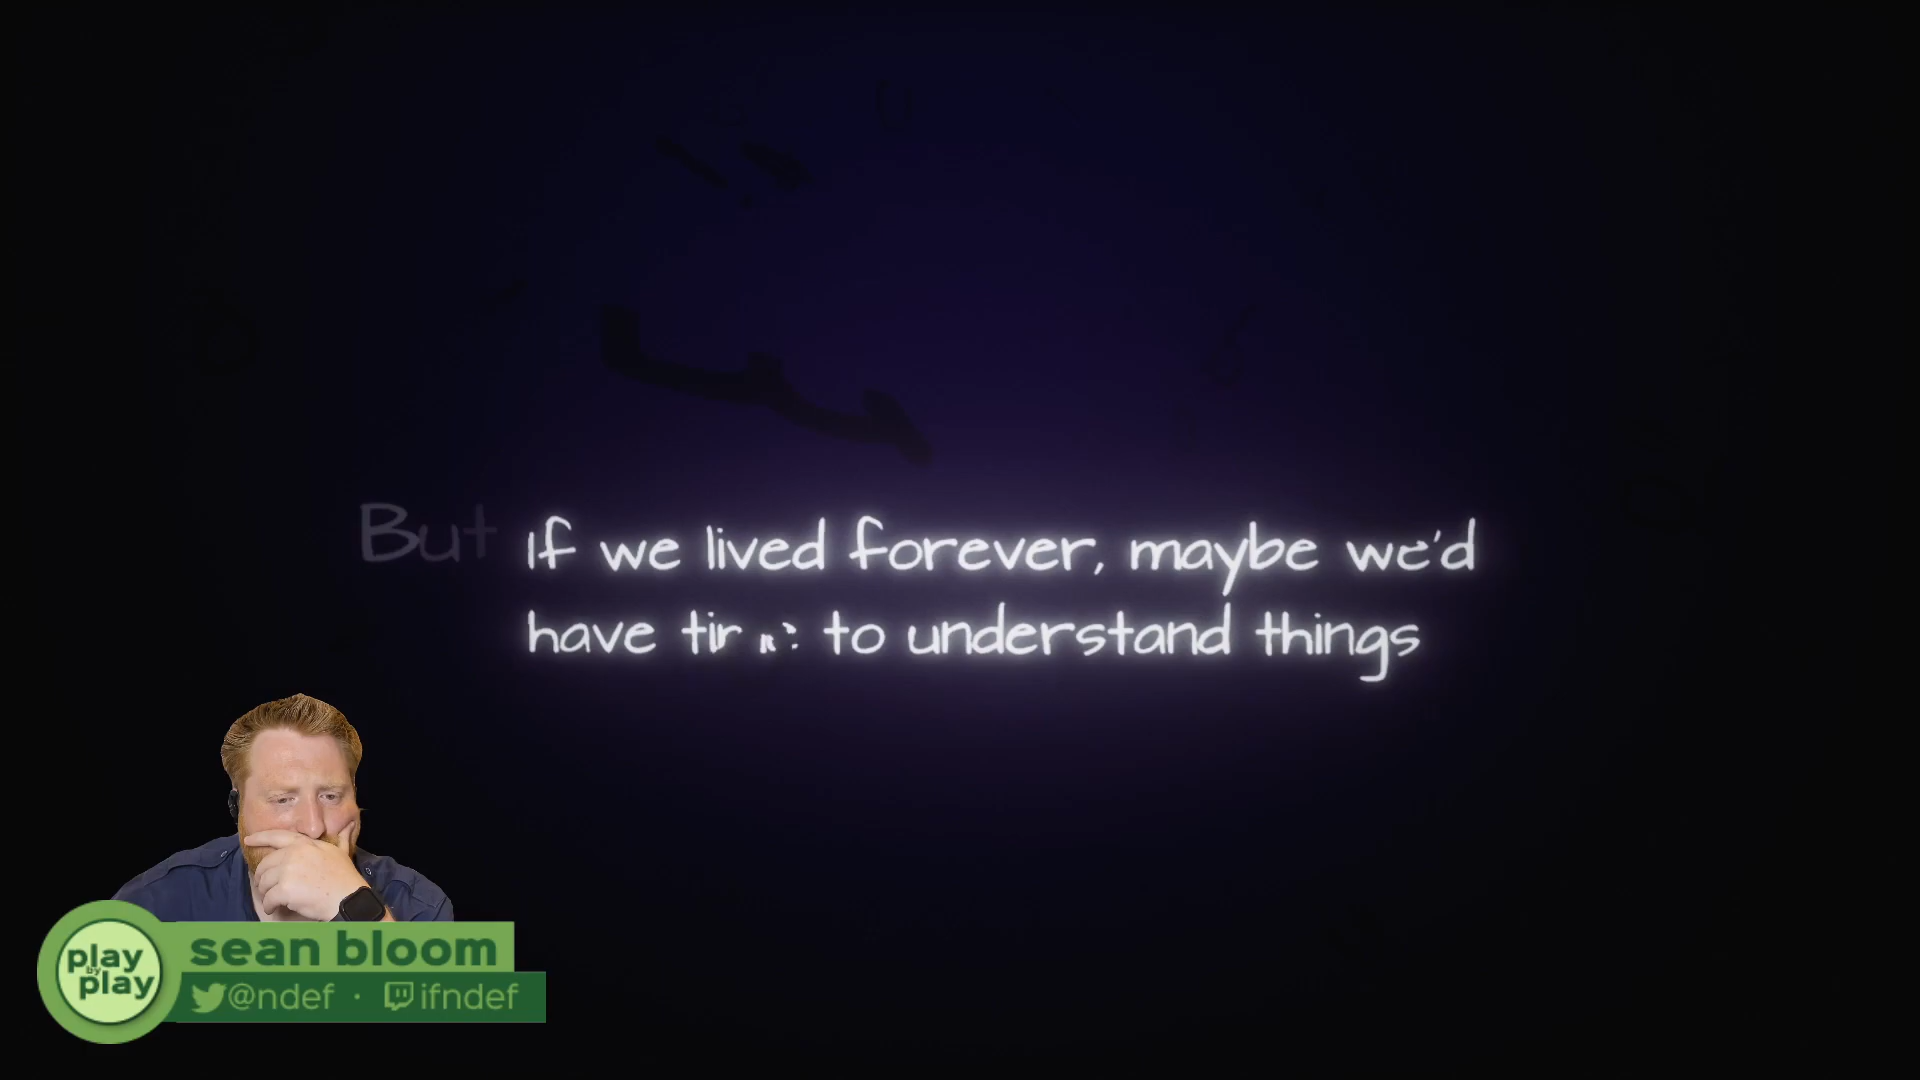 But If we lived forever, maybe we'd
have to understand things
play
by
play
sean bloom
@ndef · ifndef